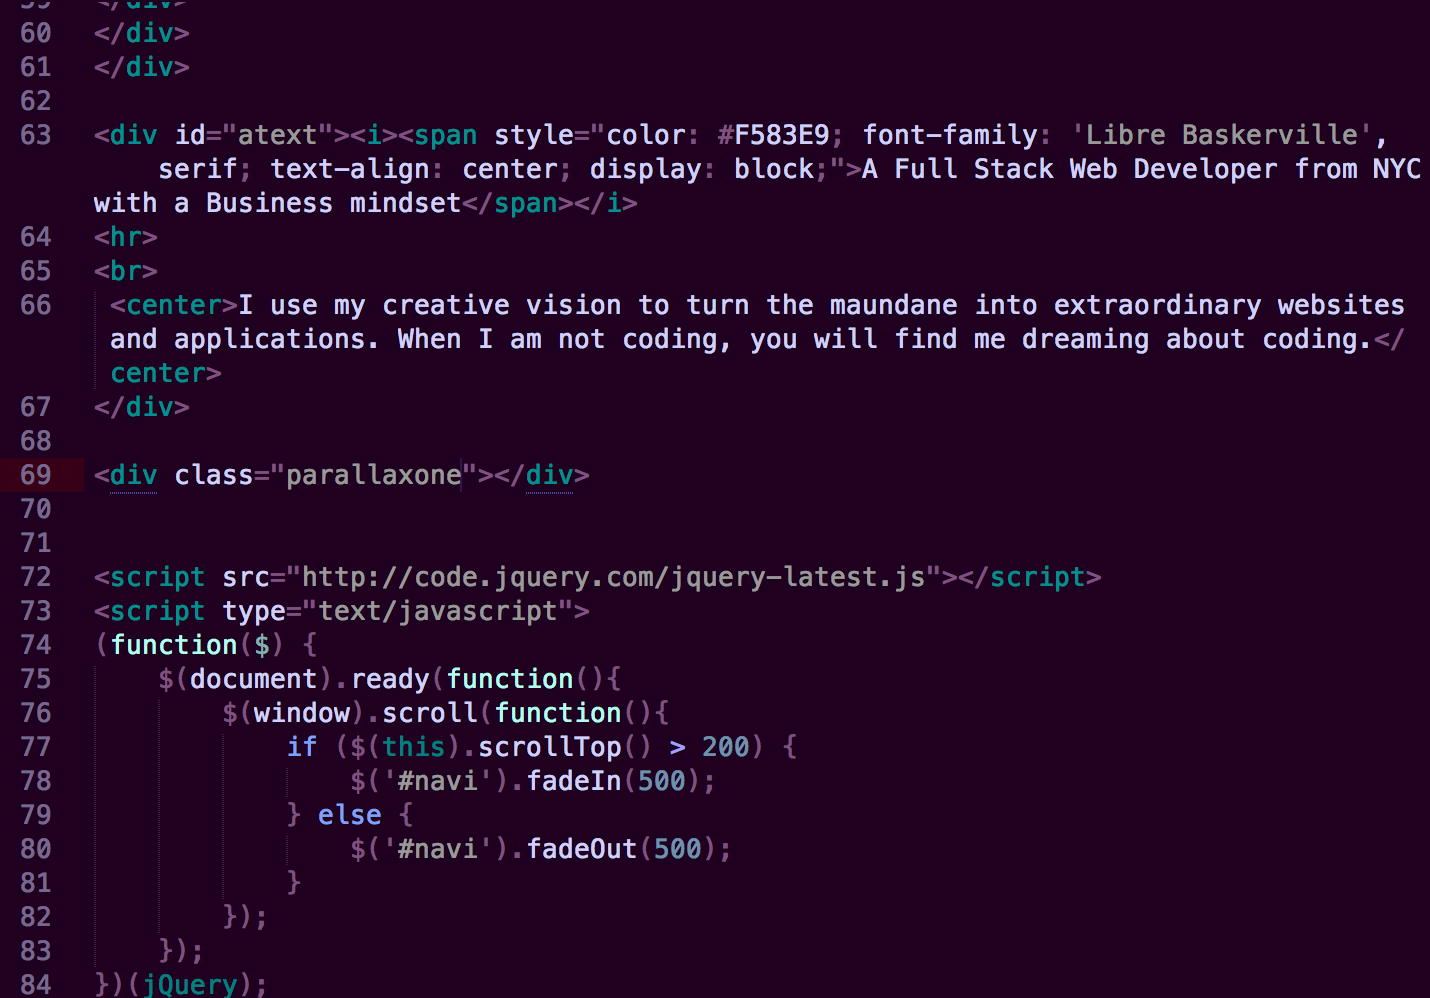 59 </div>
60 </div>
61 </div>
62
63 <div id="atext"><i><span style="color: #F583E9; font-family: 'Libre Baskerville',
serif; text-align: center; display: block;">A Full Stack Web Developer from NYC
with a Business mindset</span></i>
64 <hr>
65 <br>
66 <center>I use my creative vision to turn the maundane into extraordinary websites
and applications. When I am not coding, you will find me dreaming about coding.</
center>
67 </div>
68
69 <div class="parallaxone"></div>
70
71
72 <script src="http://code.jquery.com/jquery-latest.js"></script>
73 <script type="text/javascript">
74 (function($) {
75 $(document).ready(function(){
76 $(window).scroll(function(){
77 if ($(this).scrollTop() > 200) {
78 $('#navi').fadeIn(500);
79 } else {
80 $('#navi').fadeOut(500);
81 }
82 });
83 });
84 })(jQuery);